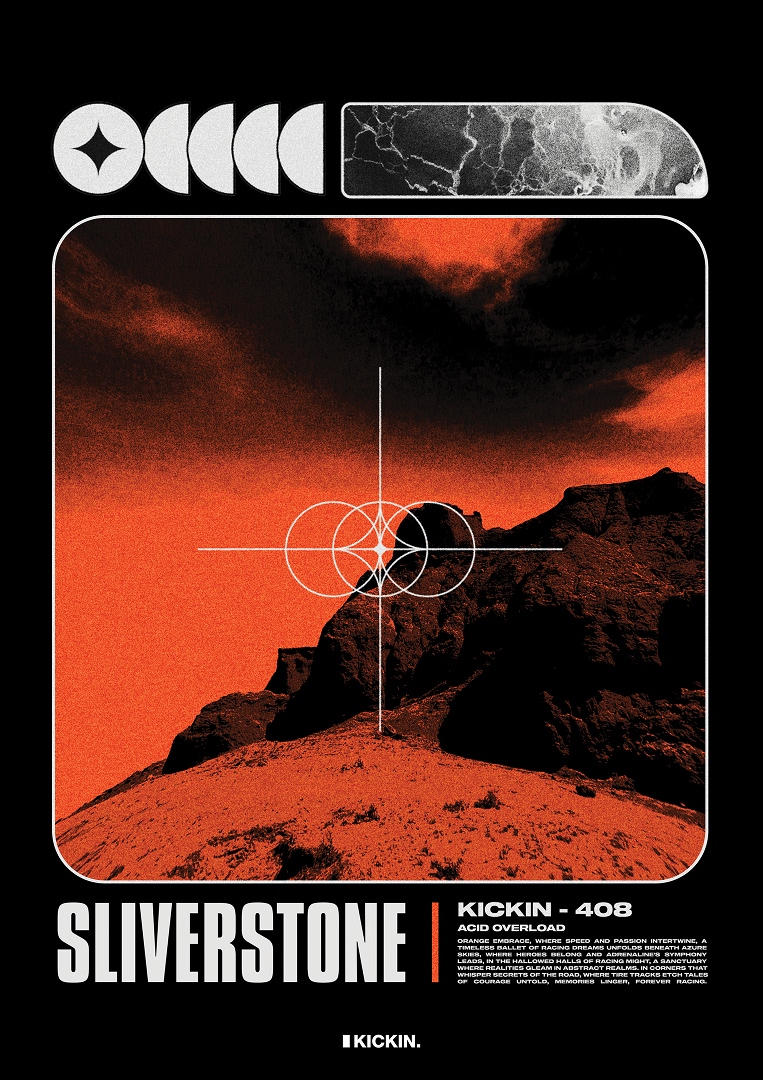 SLIVERSTONE
KICKIN - 408
ACID OVERLOAD
ORANGE EMBRACE, WHERE SPEED AND PASSION INTERTWINE, A
TIMELESS BALLET OF RACING DREAMS UNFOLDS BENEATH AZURE
SKIES, WHERE HEROES BELONG AND ADRENALINE'S SYMPHONY
LEADS, IN THE HALLOWED HALLS OF RACING MIGHT, A SANCTUARY
WHERE REALITIES GLEAM IN ABSTRACT REALMS. IN CORNERS THAT
WHISPER SECRETS OF THE ROAD, WHERE TIRE TRACKS ETCH TALES
OF COURAGE UNTOLD, MEMORIES LINGER, FOREVER RACING.
KICKIN.